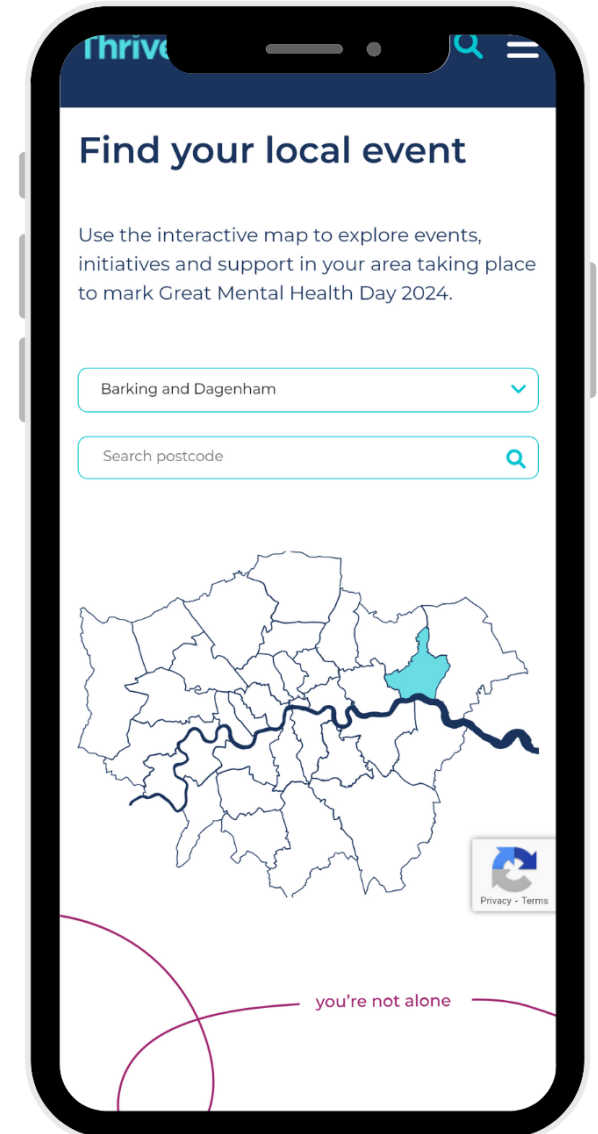 Thrive
Find your local event
Use the interactive map to explore events,
initiatives and support in your area taking place
to mark Great Mental Health Day 2024.
Barking and Dagenham
Search postcode
Privacy - Terms
you're not alone